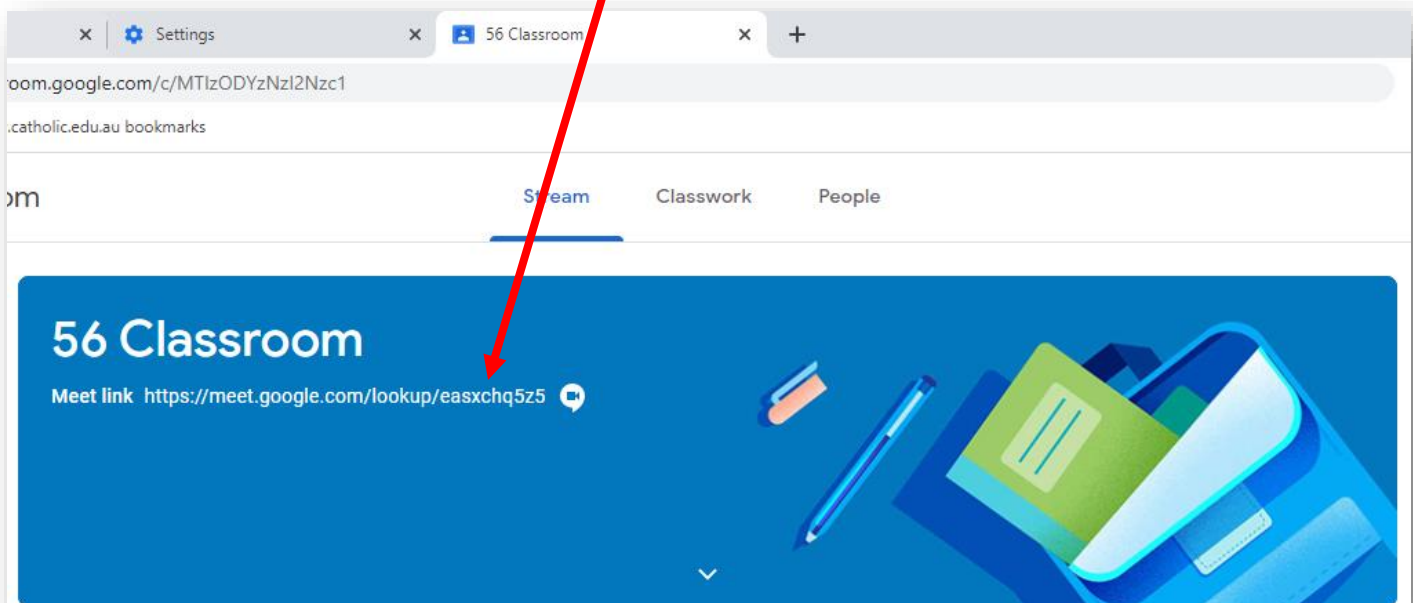 Settings
56 Classroom
oom.google.com/c/MTIzODYzNzI2Nzc1
.catholic.edu.au bookmarks
om
Stream Classwork People
56 Classroom
Meet link https://meet.google.com/lookup/easxchq5z5